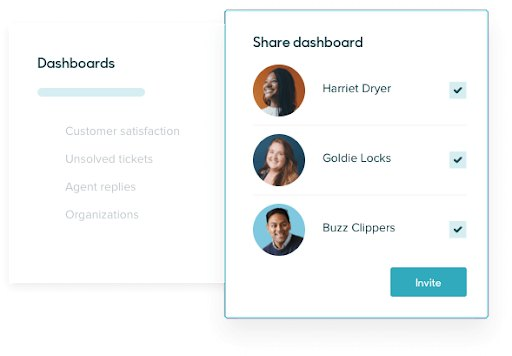 Dashboards
Customer satisfaction
Unsolved tickets
Agent replies
Organizations
Share dashboard
Harriet Dryer
Goldie Locks
Buzz Clippers
Invite